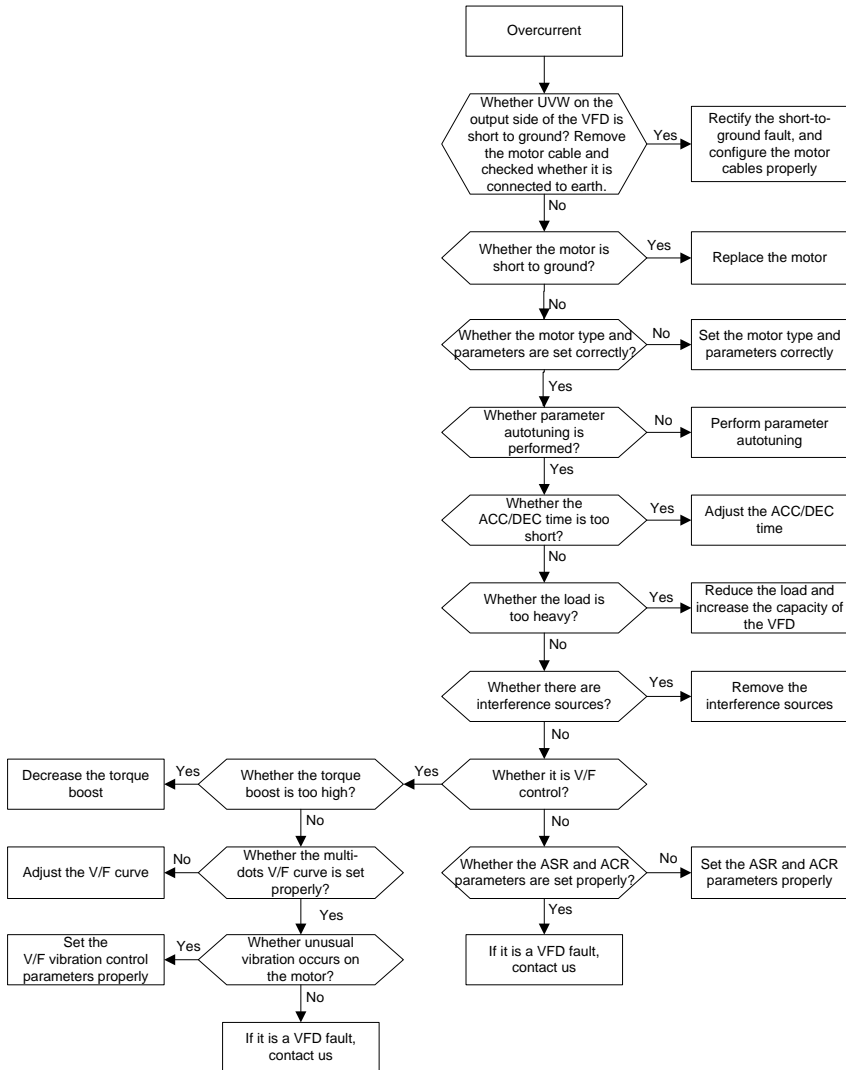 Overcurrent
Whether UVW on the
output side of the VFD is
short to ground? Remove
the motor cable and
checked whether it is
connected to earth.
Yes
Rectify the short-to-
ground fault, and
configure the motor
cables properly
No
Whether the motor is
short to ground?
Yes
Replace the motor
No
Whether the motor type and
parameters are set correctly?
No
Set the motor type and
parameters correctly
Yes
Whether parameter
autotuning is
performed?
No
Perform parameter
autotuning
Yes
Whether the
ACC/DEC time is too
short?
Yes
Adjust the ACC/DEC
time
No
Whether the load is
too heavy?
Yes
Reduce the load and
increase the capacity of
the VFD
No
Whether there are
interference sources?
Yes
Remove the
interference sources
No
Whether it is V/F
control?
Yes
Whether the torque
boost is too high?
Yes
Decrease the torque
boost
No
Whether the multi-
dots V/F curve is set
properly?
No
Adjust the V/F curve
Yes
Whether unusual
vibration occurs on
the motor?
Yes
Set the
V/F vibration control
parameters properly
No
If it is a VFD fault,
contact us
No
Whether the ASR and ACR
parameters are set properly?
No
Set the ASR and ACR
parameters properly
Yes
If it is a VFD fault,
contact us